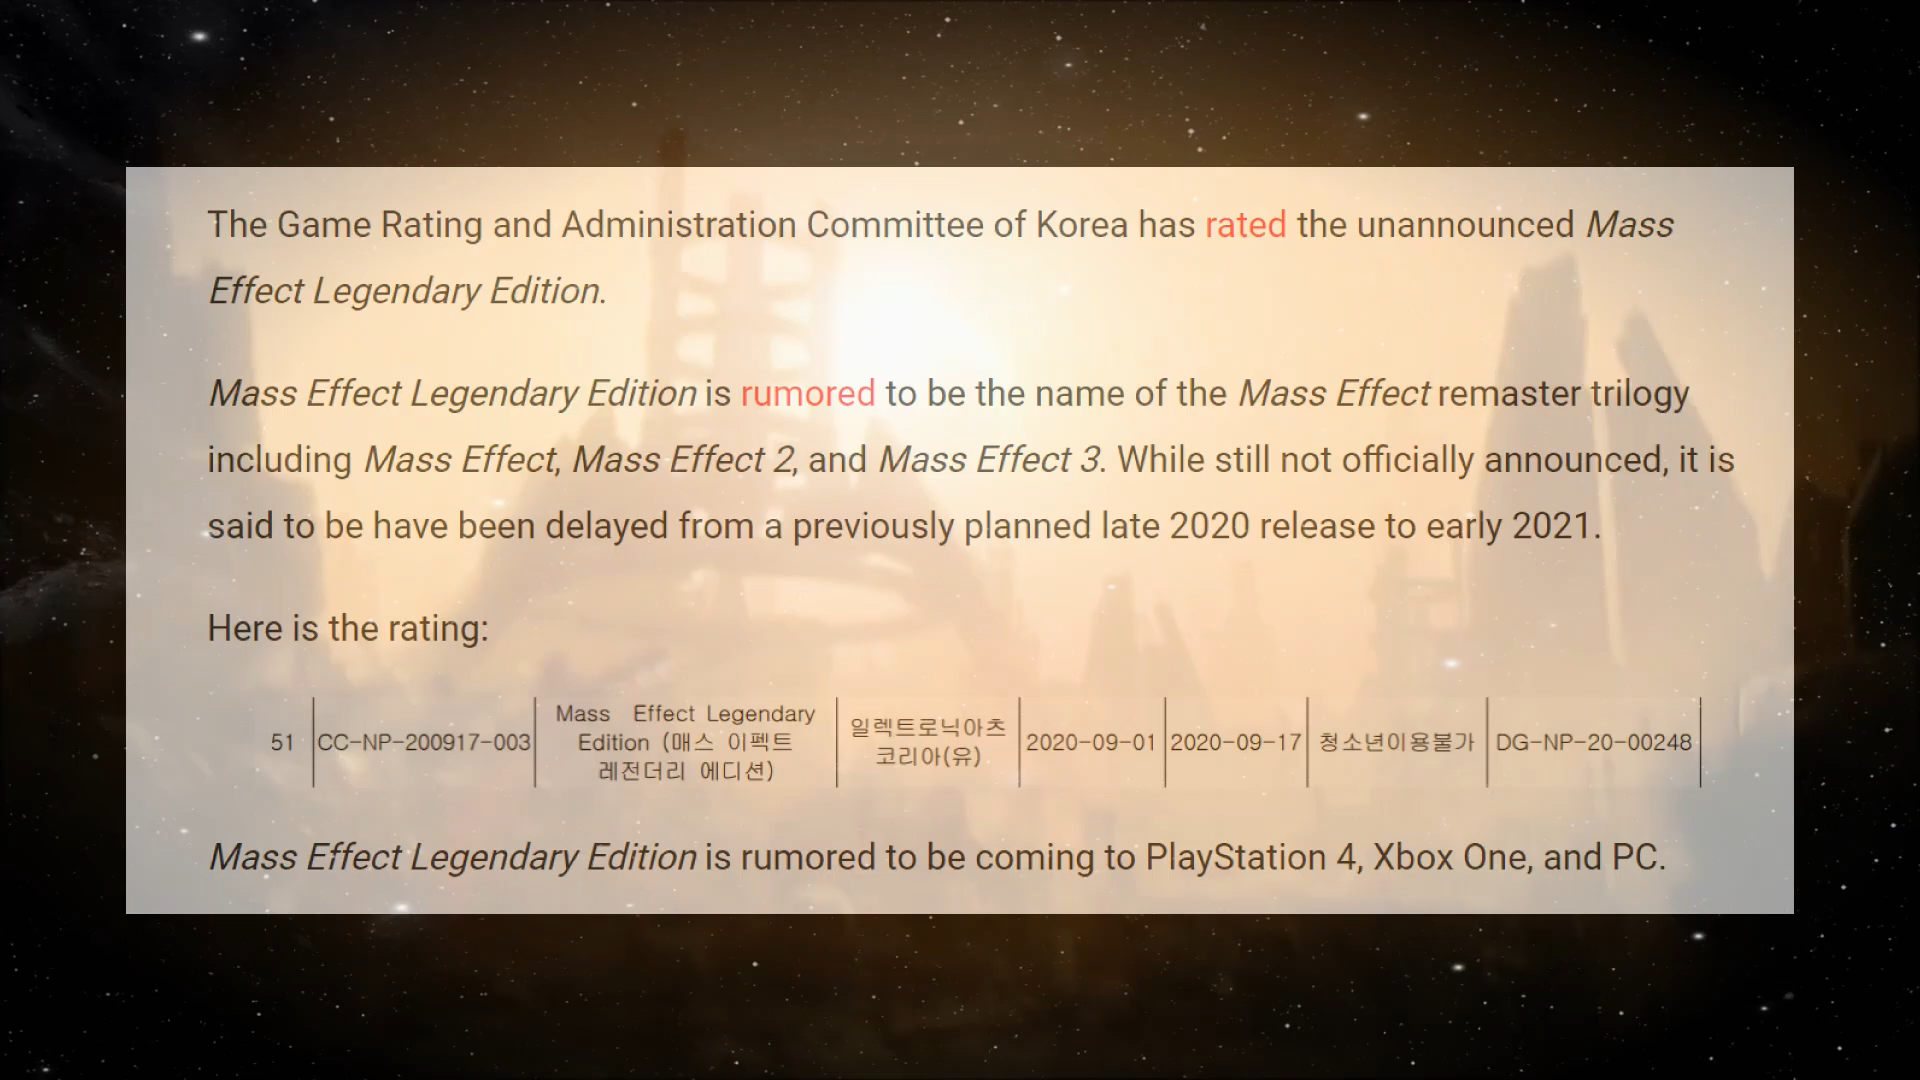 The Game Rating and Administration Committee of Korea has rated the unannounced Mass
Effect Legendary Edition.
Mass Effect Legendary Edition is rumored to be the name of the Mass Effect remaster trilogy
including Mass Effect, Mass Effect 2, and Mass Effect 3. While still not officially announced, it is
said to be have been delayed from a previously planned late 2020 release to early 2021.
Here is the rating:
51
CC-NP-200917-003
Mass Effect Legendary
Edition (매스 이펙트
레전더리 에디션)
일렉트로닉아츠
코리아(유)
2020-09-01
2020-09-17
청소년이용불가
DG-NP-20-00248
Mass Effect Legendary Edition is rumored to be coming to PlayStation 4, Xbox One, and PC.